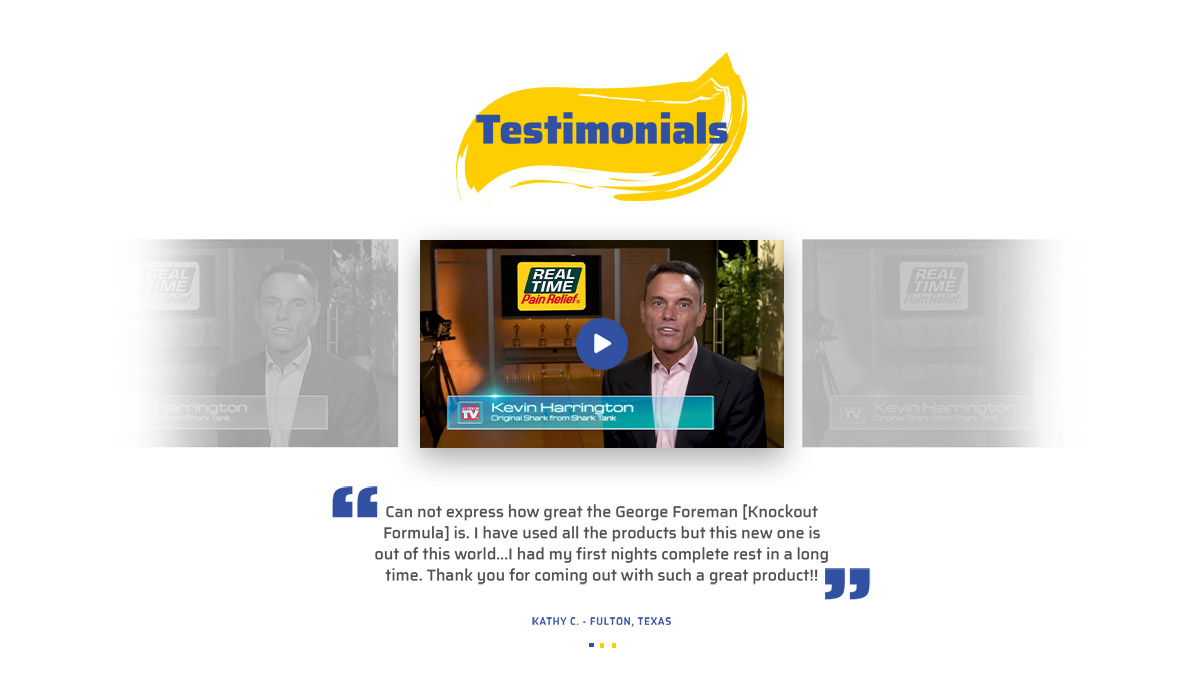 Testimonials
REAL
TIME
Pain Relief
REAL
TIME
Pain Relief®
REAL
TIME
Pain Relief
Harrington
Original Shark from Shark Tank
TV
Kevin Harrington
Original Shark from Shark Tank
TV
Kevin Harrington
Original Shark from Shark Tank
“ Can not express how great the George Foreman [Knockout
Formula] is. I have used all the products but this new one is
out of this world...I had my first nights complete rest in a long
time. Thank you for coming out with such a great product!! ”
KATHY C. - FULTON, TEXAS